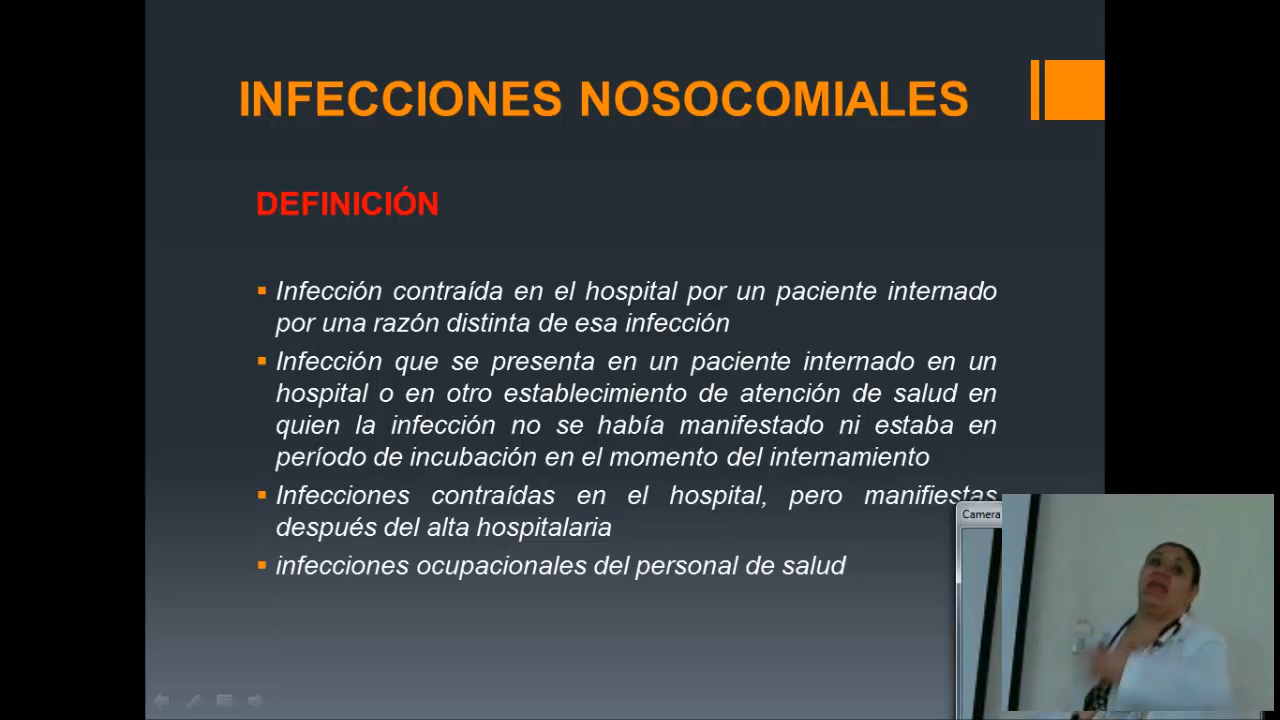 INFECCIONES NOSOCOMIALES
DEFINICIÓN
Infección contraída en el hospital por un paciente internado
por una razón distinta de esa infección
Infección que se presenta en un paciente internado en un
hospital o en otro establecimiento de atención de salud en
quien la infección no se había manifestado ni estaba en
período de incubación en el momento del internamiento
Infecciones contraídas en el hospital, pero manifiestas
después del alta hospitalaria
infecciones ocupacionales del personal de salud
Camera